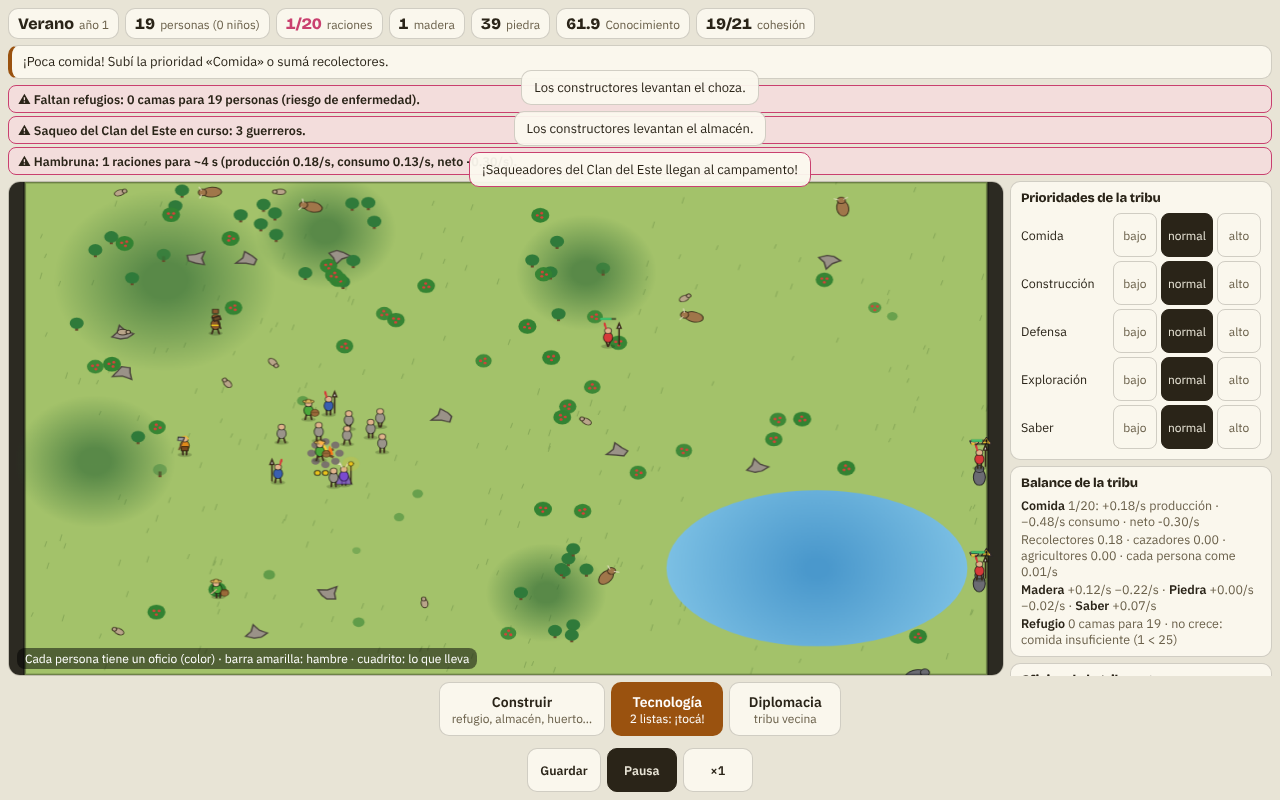 Verano año 1
19 personas (0 niños)
1/20 raciones
1 madera
39 piedra
61.9 Conocimiento
19/21 cohesión
¡Poca comida! Subí la prioridad «Comida» o sumá recolectores.
Los constructores levantan el choza.
⚠ Faltan refugios: 0 camas para 19 personas (riesgo de enfermedad).
Los constructores levantan el almacén.
⚠ Saqueo del Clan del Este en curso: 3 guerreros.
⚠ Hambruna: 1 raciones para ~4 s (producción 0.18/s, consumo 0.13/s, neto
¡Saqueadores del Clan del Este llegan al campamento!
Prioridades de la tribu
Comida bajo normal alto
Construcción bajo normal alto
Defensa bajo normal alto
Exploración bajo normal alto
Saber bajo normal alto
Balance de la tribu
Comida 1/20: +0.18/s producción ·
−0.48/s consumo · neto -0.30/s
Recolectores 0.18 · cazadores 0.00 ·
agricultores 0.00 · cada persona come
0.01/s
Madera +0.12/s −0.22/s · Piedra +0.00/s
−0.02/s · Saber +0.07/s
Refugio 0 camas para 19 · no crece:
comida insuficiente (1 < 25)
Cada persona tiene un oficio (color) · barra amarilla: hambre · cuadrito: lo que lleva
Construir
refugio, almacén, huerto…
Tecnología
2 listas: ¡tocá!
Diplomacia
tribu vecina
Guardar
Pausa
×1